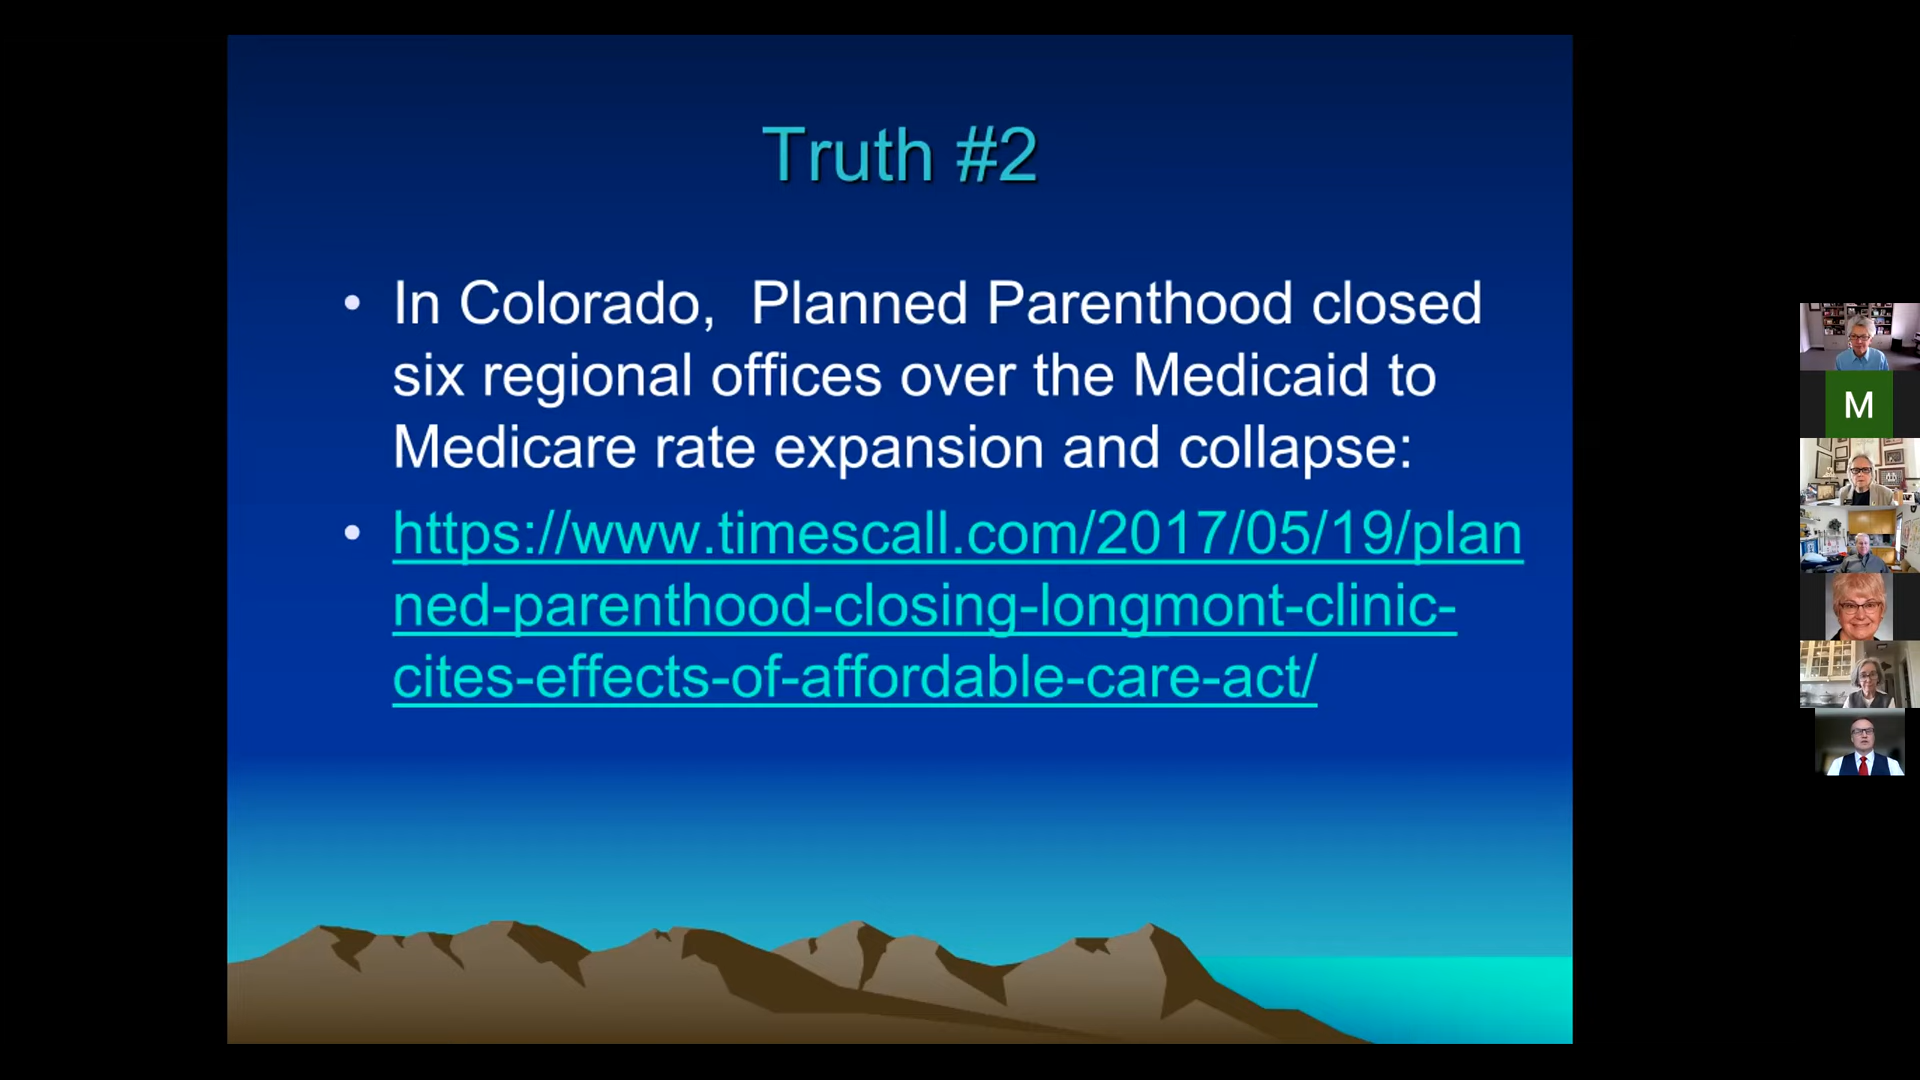 Truth #2
• In Colorado,  Planned Parenthood closed
six regional offices over the Medicaid to
Medicare rate expansion and collapse:
• https://www.timescall.com/2017/05/19/plan
ned-parenthood-closing-longmont-clinic-
cites-effects-of-affordable-care-act/
M